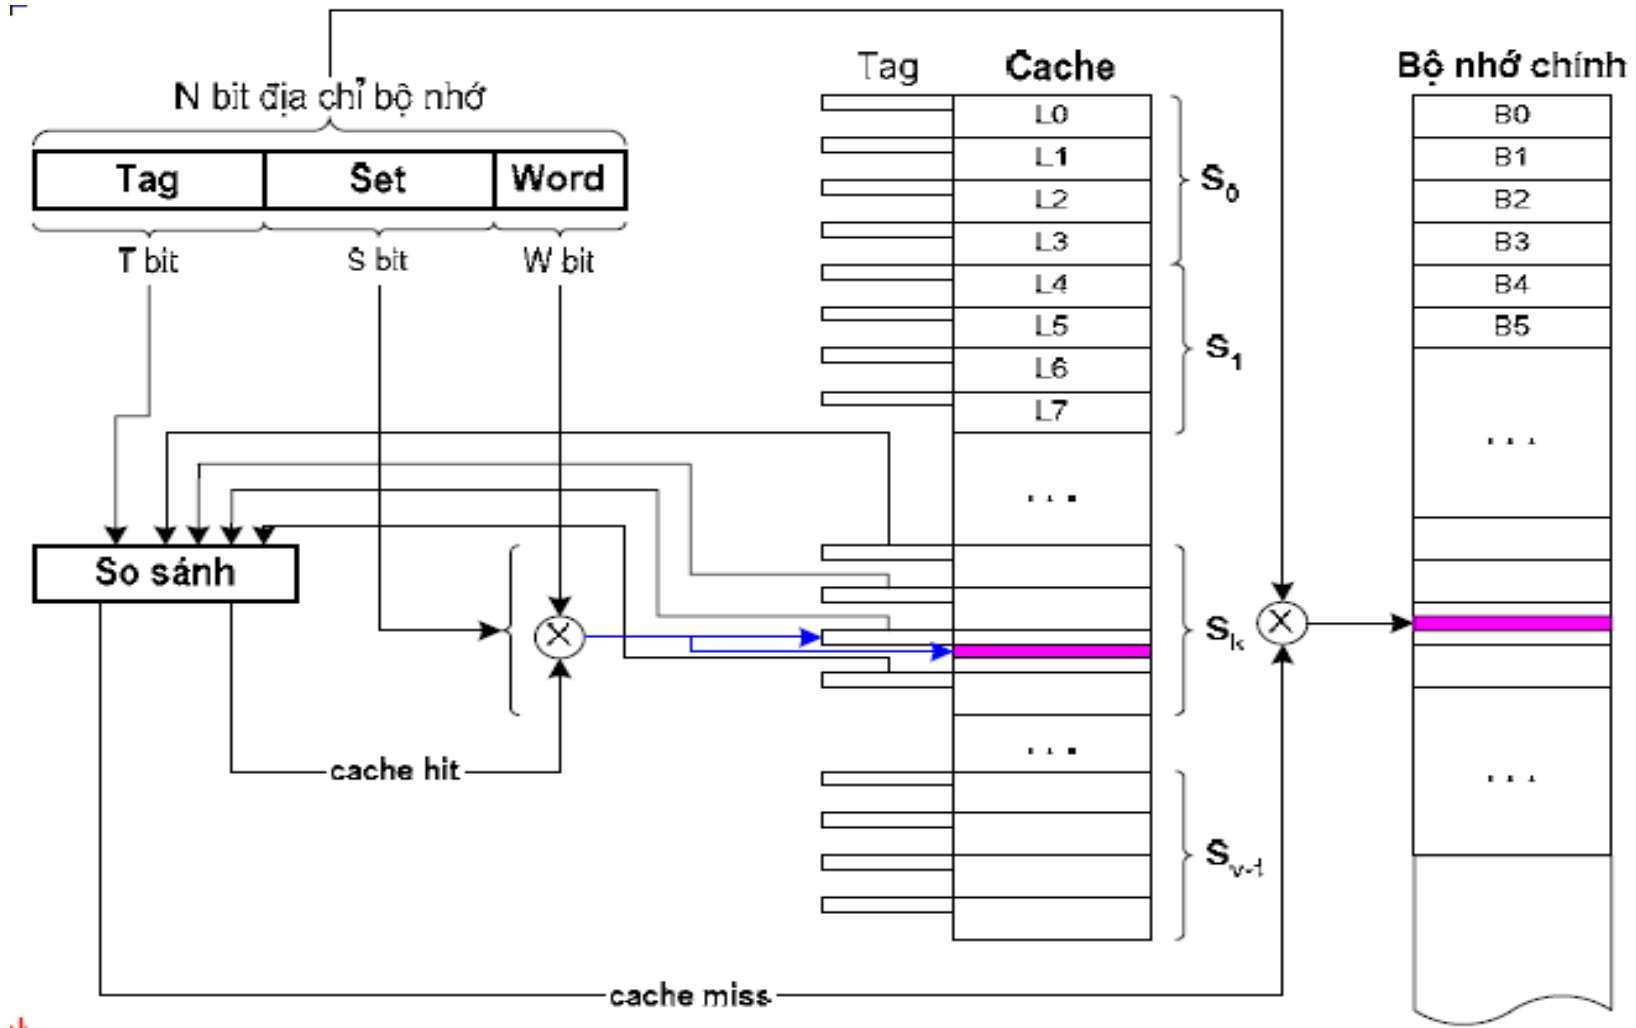 N bit địa chỉ bộ nhớ
Tag Set Word
T bit S bit W bit
So sánh
cache hit
cache miss
Tag Cache
L0
L1
L2
L3
L4
L5
L6
L7
. . .
. . .
S0
S1
Sk
Sv-1
Bộ nhớ chính
B0
B1
B2
B3
B4
B5
. . .
. . .